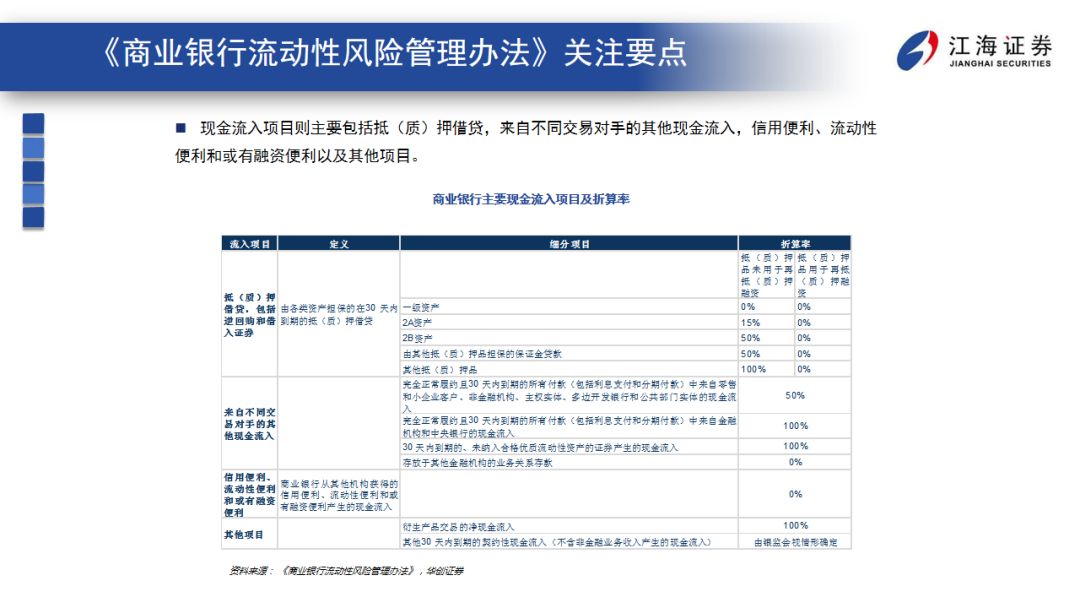 《商业银行流动性风险管理办法》关注要点
江海证券
JIANGHAI SECURITIES
■ 现金流入项目则主要包括抵（质）押借贷，来自不同交易对手的其他现金流入，信用便利、流动性
便利和或有融资便利以及其他项目。
商业银行主要现金流入项目及折算率
流入项目 定义 细分项目 折算率
抵（质）押
品未用于再
抵（质）押
融资
抵（质）押
品用于再抵
（质）押融
资
抵（质）押
借贷，包括
逆回购和借
入证券
由各类资产担保的在30 天内
到期的抵（质）押借贷
一级资产 0% 0%
2A资产 15% 0%
2B资产 50% 0%
由其他抵（质）押品担保的保证金贷款 50% 0%
其他抵（质）押品 100% 0%
来自不同交
易对手的其
他现金流入
完全正常履约且30 天内到期的所有付款（包括利息支付和分期付款）中来自零售
和小企业客户、非金融机构、主权实体、多边开发银行和公共部门实体的现金流
入
50%
完全正常履约且30 天内到期的所有付款（包括利息支付和分期付款）中来自金融
机构和中央银行的现金流入
100%
30 天内到期的、未纳入合格优质流动性资产的证券产生的现金流入 100%
存放于其他金融机构的业务关系存款 0%
信用便利、
流动性便利
和或有融资
便利
商业银行从其他机构获得的
信用便利、流动性便利和或
有融资便利产生的现金流入
0%
其他项目
衍生产品交易的净现金流入 100%
其他30 天内到期的契约性现金流入（不含非金融业务收入产生的现金流入） 由银监会视情形确定
资料来源：《商业银行流动性风险管理办法》，华创证券